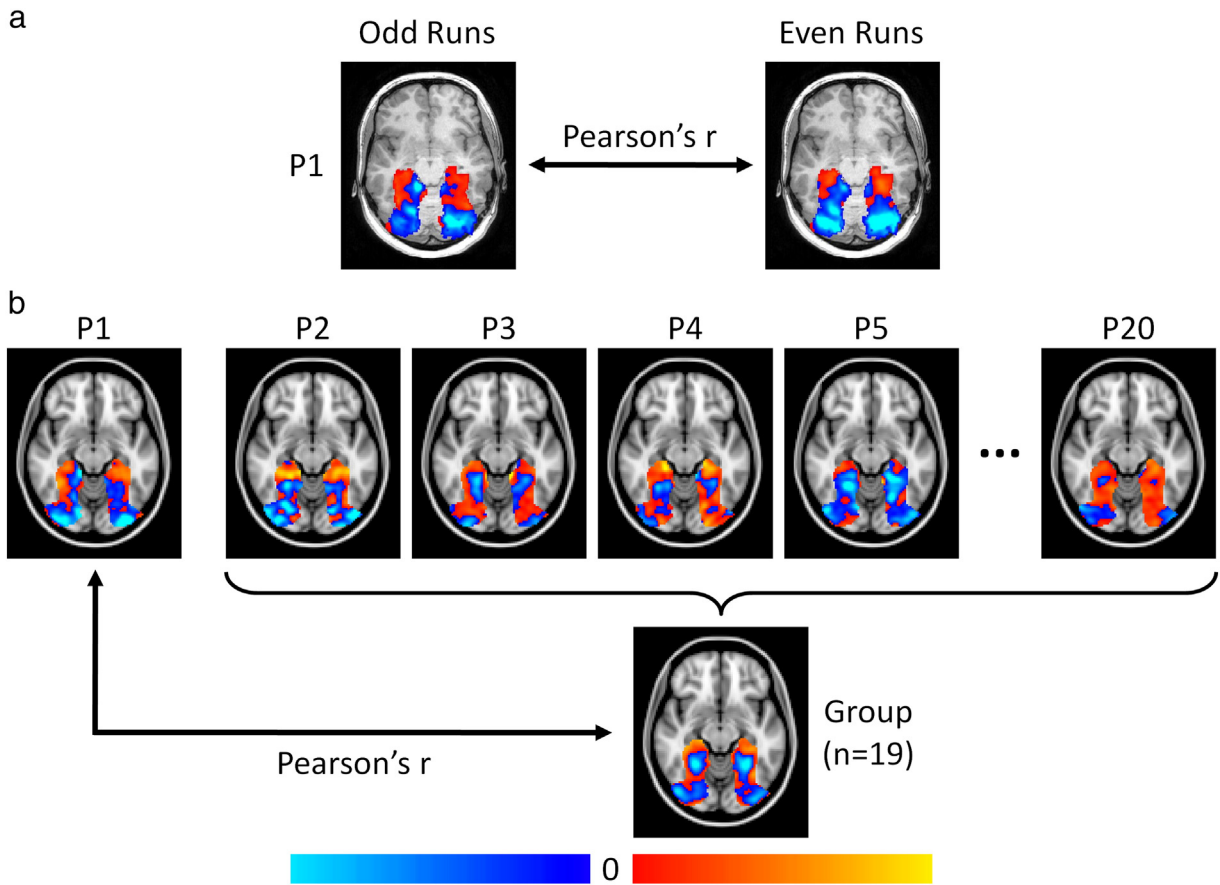 a
Odd Runs
Even Runs
P1
Pearson's r
b
P1
P2
P3
P4
P5
...
P20
Pearson's r
Group
(n=19)
0